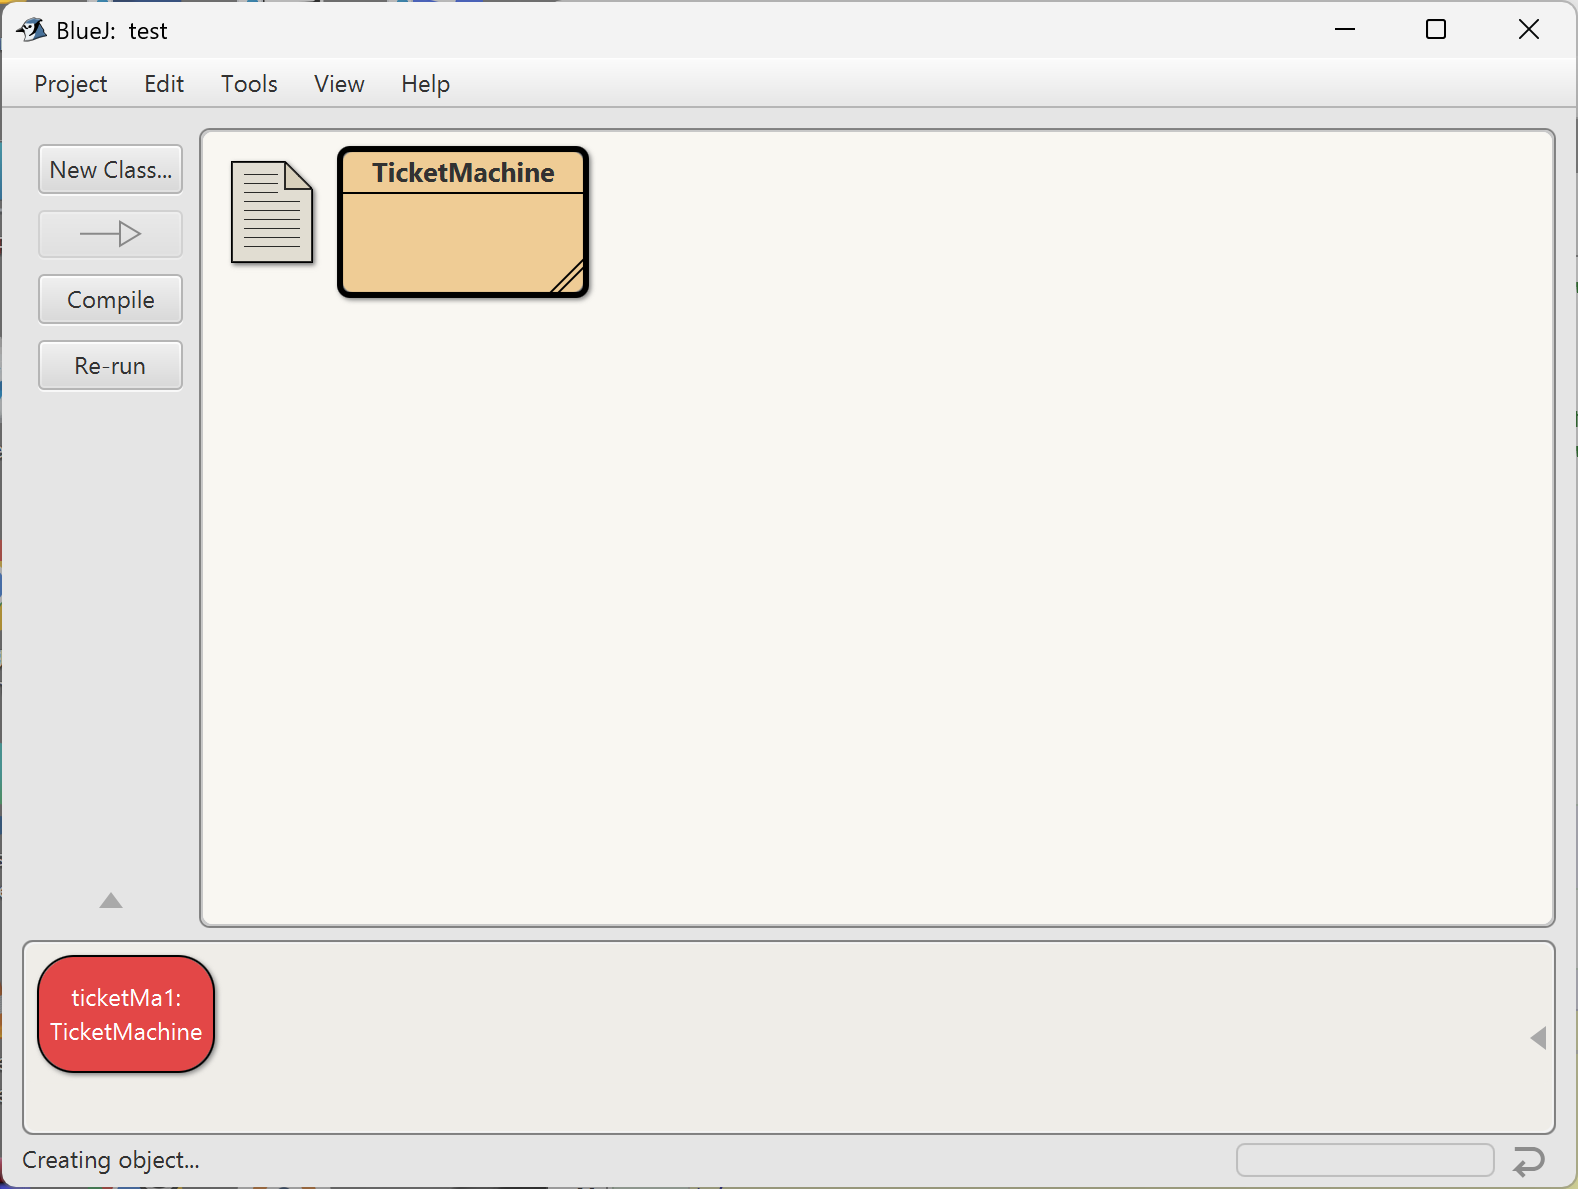 BlueJ:  test
Project Edit Tools View Help
New Class...
TicketMachine
Compile
Re-run
ticketMa1:
TicketMachine
Creating object...